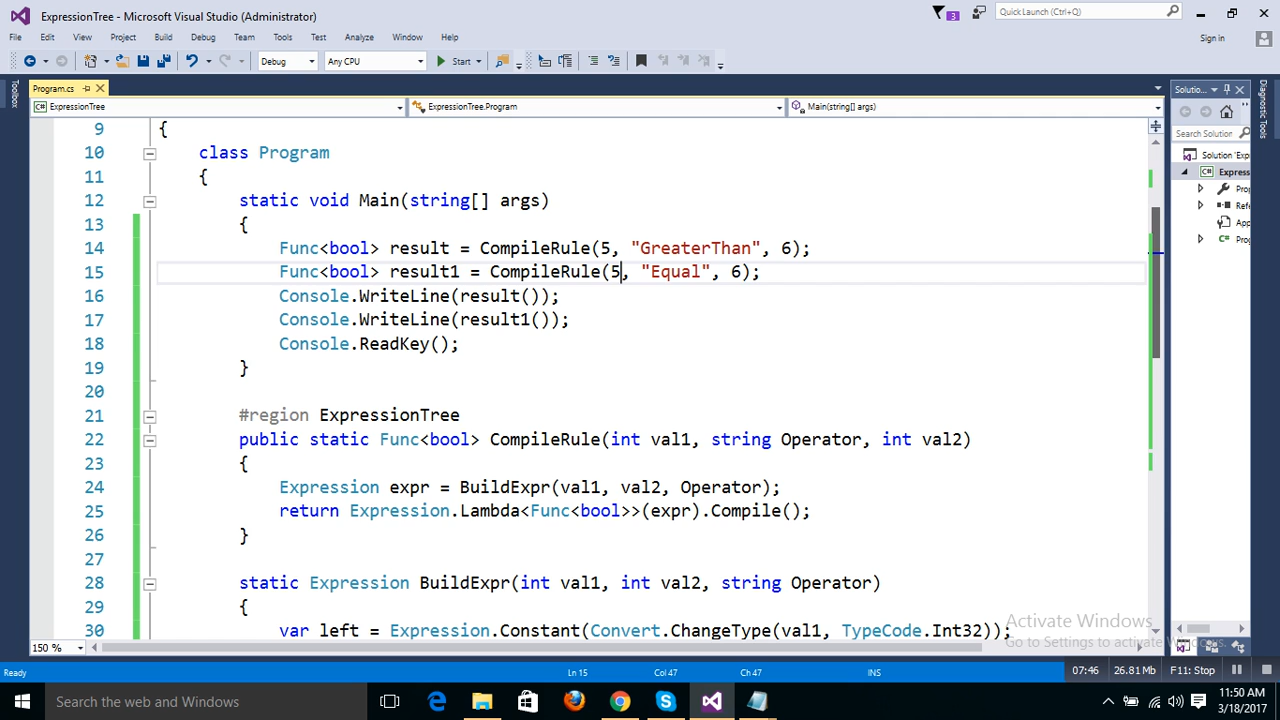 ExpressionTree - Microsoft Visual Studio (Administrator)
3
Quick Launch (Ctrl+Q)
File Edit View Project Build Debug Team Tools Test Analyze Window Help
Sign in
Debug Any CPU Start
Program.cs
Solutio...
Toolbox
ExpressionTree ExpressionTree.Program Main(string[] args)
Diagnostic Tools
Search Solution
Solution 'Exp
Express
Prop
Refe
App
Prog
9 {
10 class Program
11 {
12 static void Main(string[] args)
13 {
14 Func<bool> result = CompileRule(5, "GreaterThan", 6);
15 Func<bool> result1 = CompileRule(5, "Equal", 6);
16 Console.WriteLine(result());
17 Console.WriteLine(result1());
18 Console.ReadKey();
19 }
20
21 #region ExpressionTree
22 public static Func<bool> CompileRule(int val1, string Operator, int val2)
23 {
24 Expression expr = BuildExpr(val1, val2, Operator);
25 return Expression.Lambda<Func<bool>>(expr).Compile();
26 }
27
28 static Expression BuildExpr(int val1, int val2, string Operator)
29 {
30 var left = Expression.Constant(Convert.ChangeType(val1, TypeCode.Int32));
Activate Windows
Go to Settings to activate Windows.
150 %
Ready Ln 15 Col 47 Ch 47 INS 07:46 26.81 Mb F11: Stop
Search the web and Windows
11:50 AM
3/18/2017